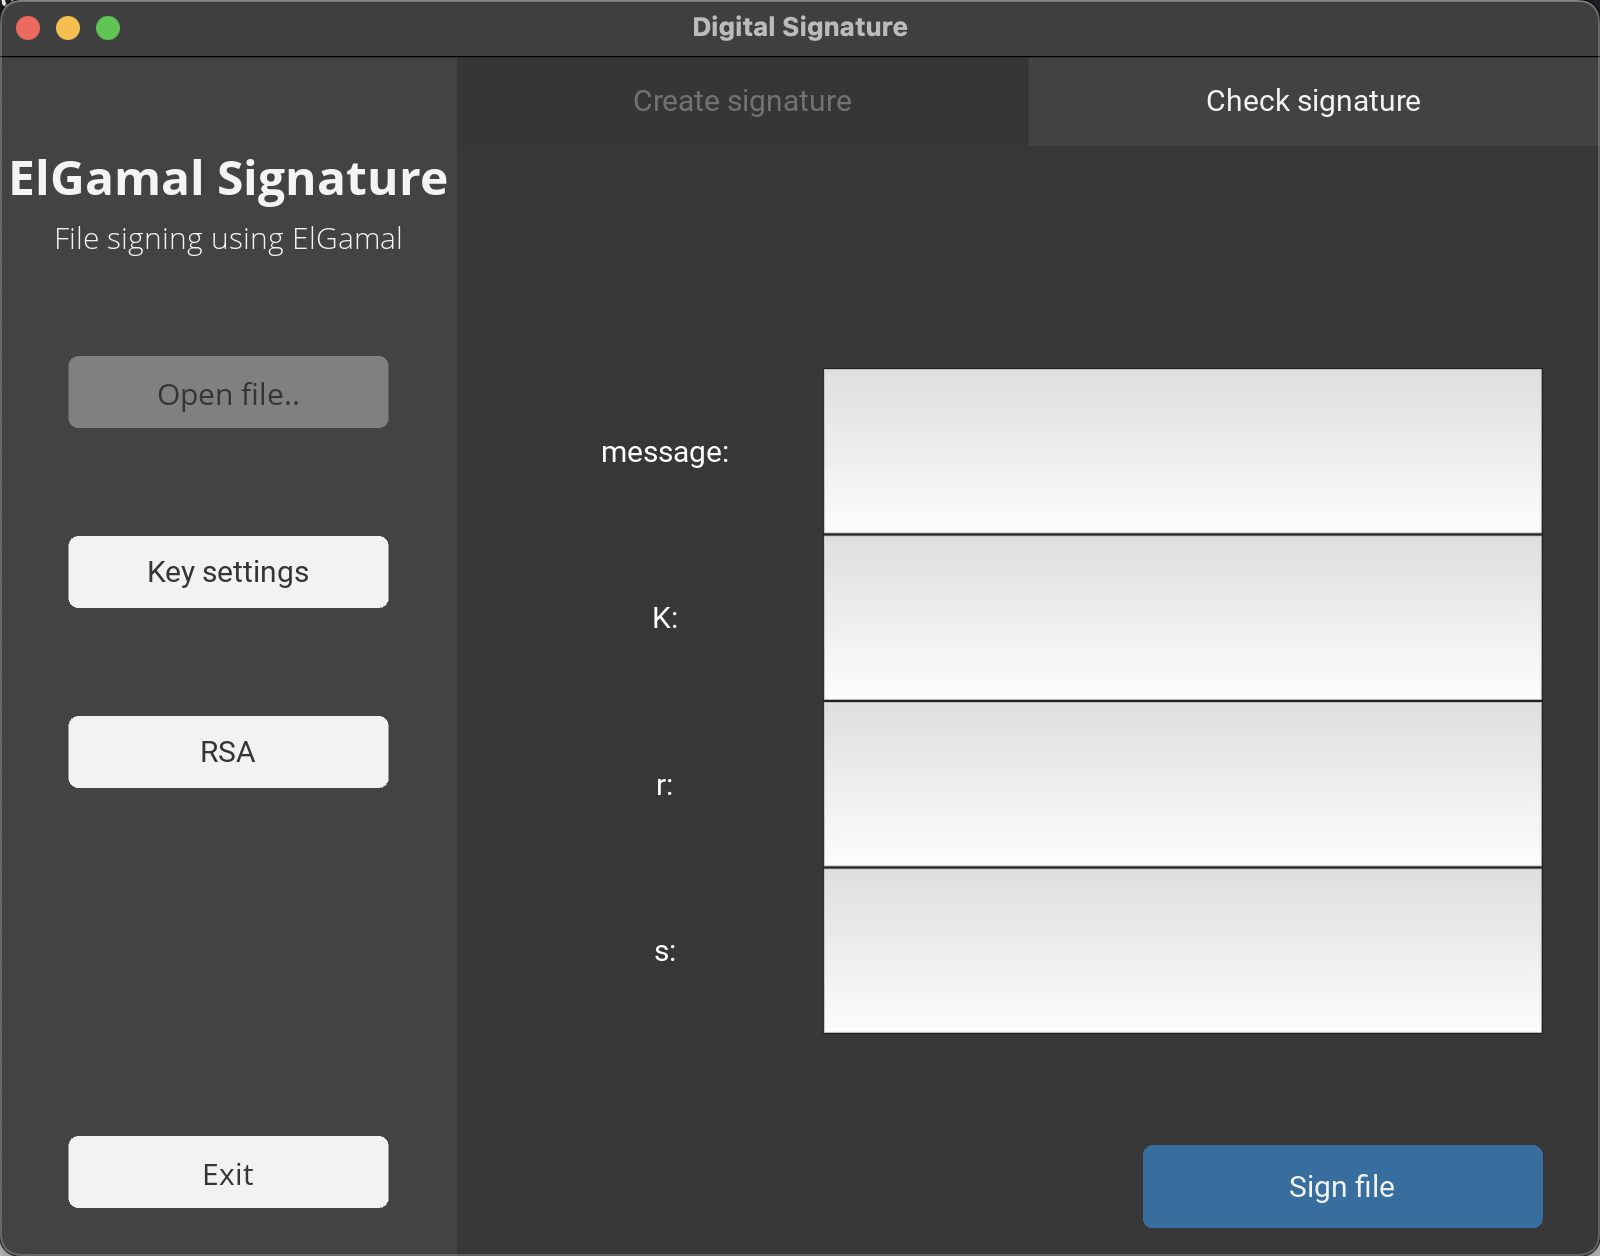 Digital Signature
Create signature
Check signature
ElGamal Signature
File signing using ElGamal
Open file..
Key settings
RSA
Exit
message:
K:
r:
s:
Sign file